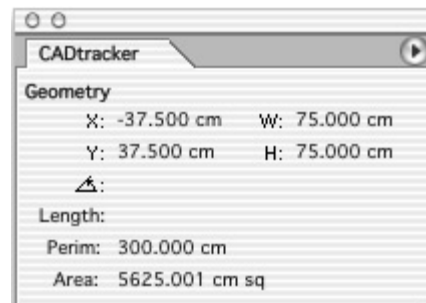 CADtracker
Geometry
X: -37.500 cm W: 75.000 cm
Y: 37.500 cm H: 75.000 cm
:
Length:
Perim: 300.000 cm
Area: 5625.001 cm sq